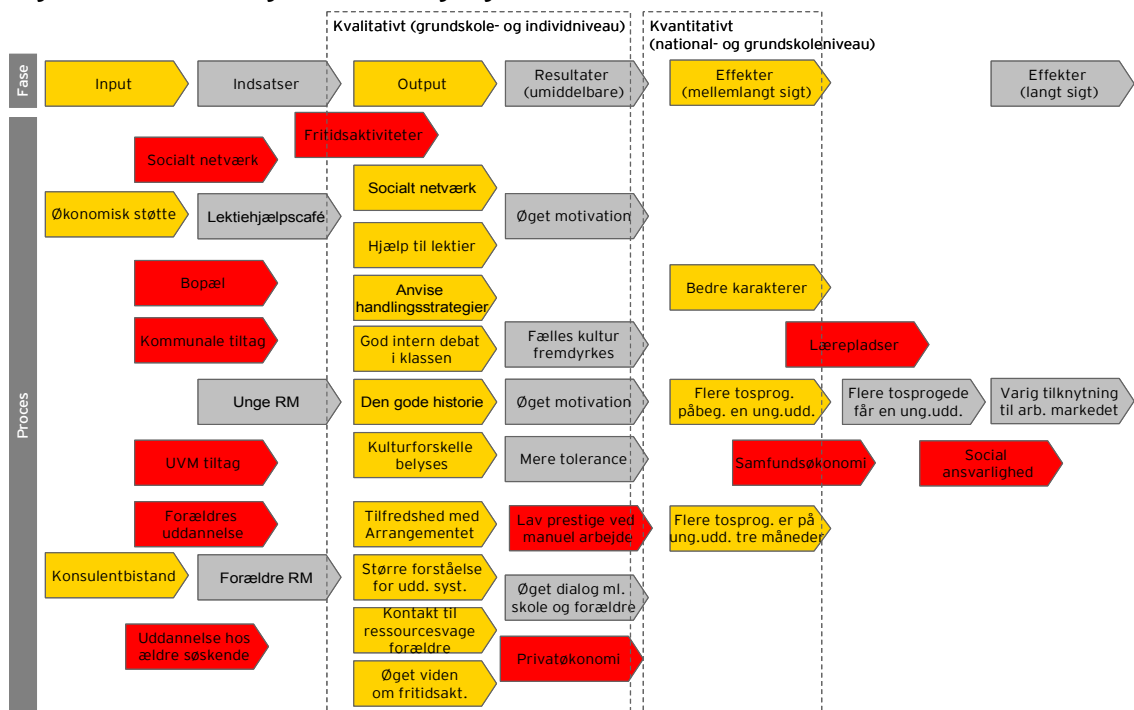 Kvalitativt (grundskole- og individniveau)
Kvantitativt
(national- og grundskoleniveau)
Fase
Input
Indsatser
Output
Resultater
(umiddelbare)
Effekter
(mellemlangt sigt)
Effekter
(langt sigt)
Proces
Fritidsaktiviteter
Socialt netværk
Socialt netværk
Økonomisk støtte
Lektiehjælpscafé
Øget motivation
Hjælp til lektier
Bopæl
Anvise
handlingsstrategier
Bedre karakterer
Kommunale tiltag
God intern debat
i klassen
Fælles kultur
fremdyrkes
Lærepladser
Unge RM
Den gode historie
Øget motivation
Flere tosprog.
påbeg. en ung.udd.
Flere tosprogede
får en ung.udd.
Varig tilknytning
til arb. markedet
UVM tiltag
Kulturforskelle
belyses
Mere tolerance
Samfundsøkonomi
Social
ansvarlighed
Forældres
uddannelse
Tilfredshed med
Arrangementet
Lav prestige ved
manuel arbejde
Flere tosprog. er på
ung.udd. tre måneder
Konsulentbistand
Forældre RM
Større forståelse
for udd. syst.
Øget dialog ml.
skole og forældre
Uddannelse hos
ældre søskende
Kontakt til
ressourcesvage
forældre
Privatøkonomi
Øget viden
om fritidsakt.